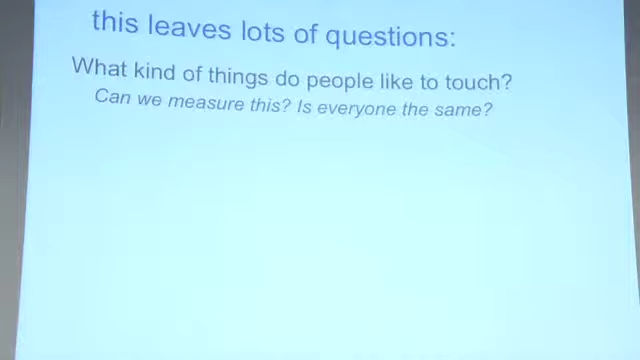 this leaves lots of questions:
What kind of things do people like to touch?
Can we measure this? Is everyone the same?